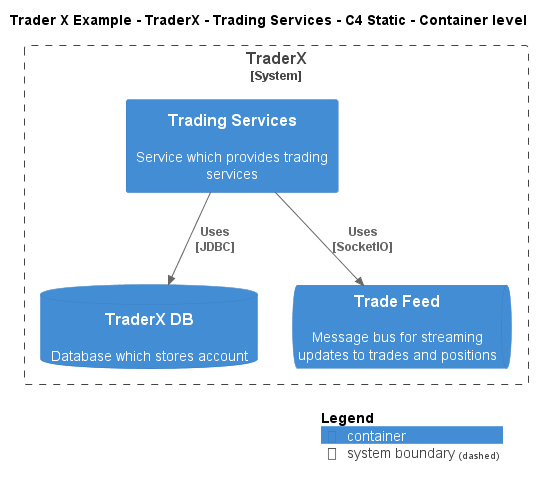 Trader X Example - TraderX - Trading Services - C4 Static - Container level
TraderX
[System]
Trading Services
Service which provides trading
services
Uses
[JDBC]
Uses
[SocketIO]
TraderX DB
Database which stores account
Trade Feed
Message bus for streaming
updates to trades and positions
Legend
container
system boundary (dashed)